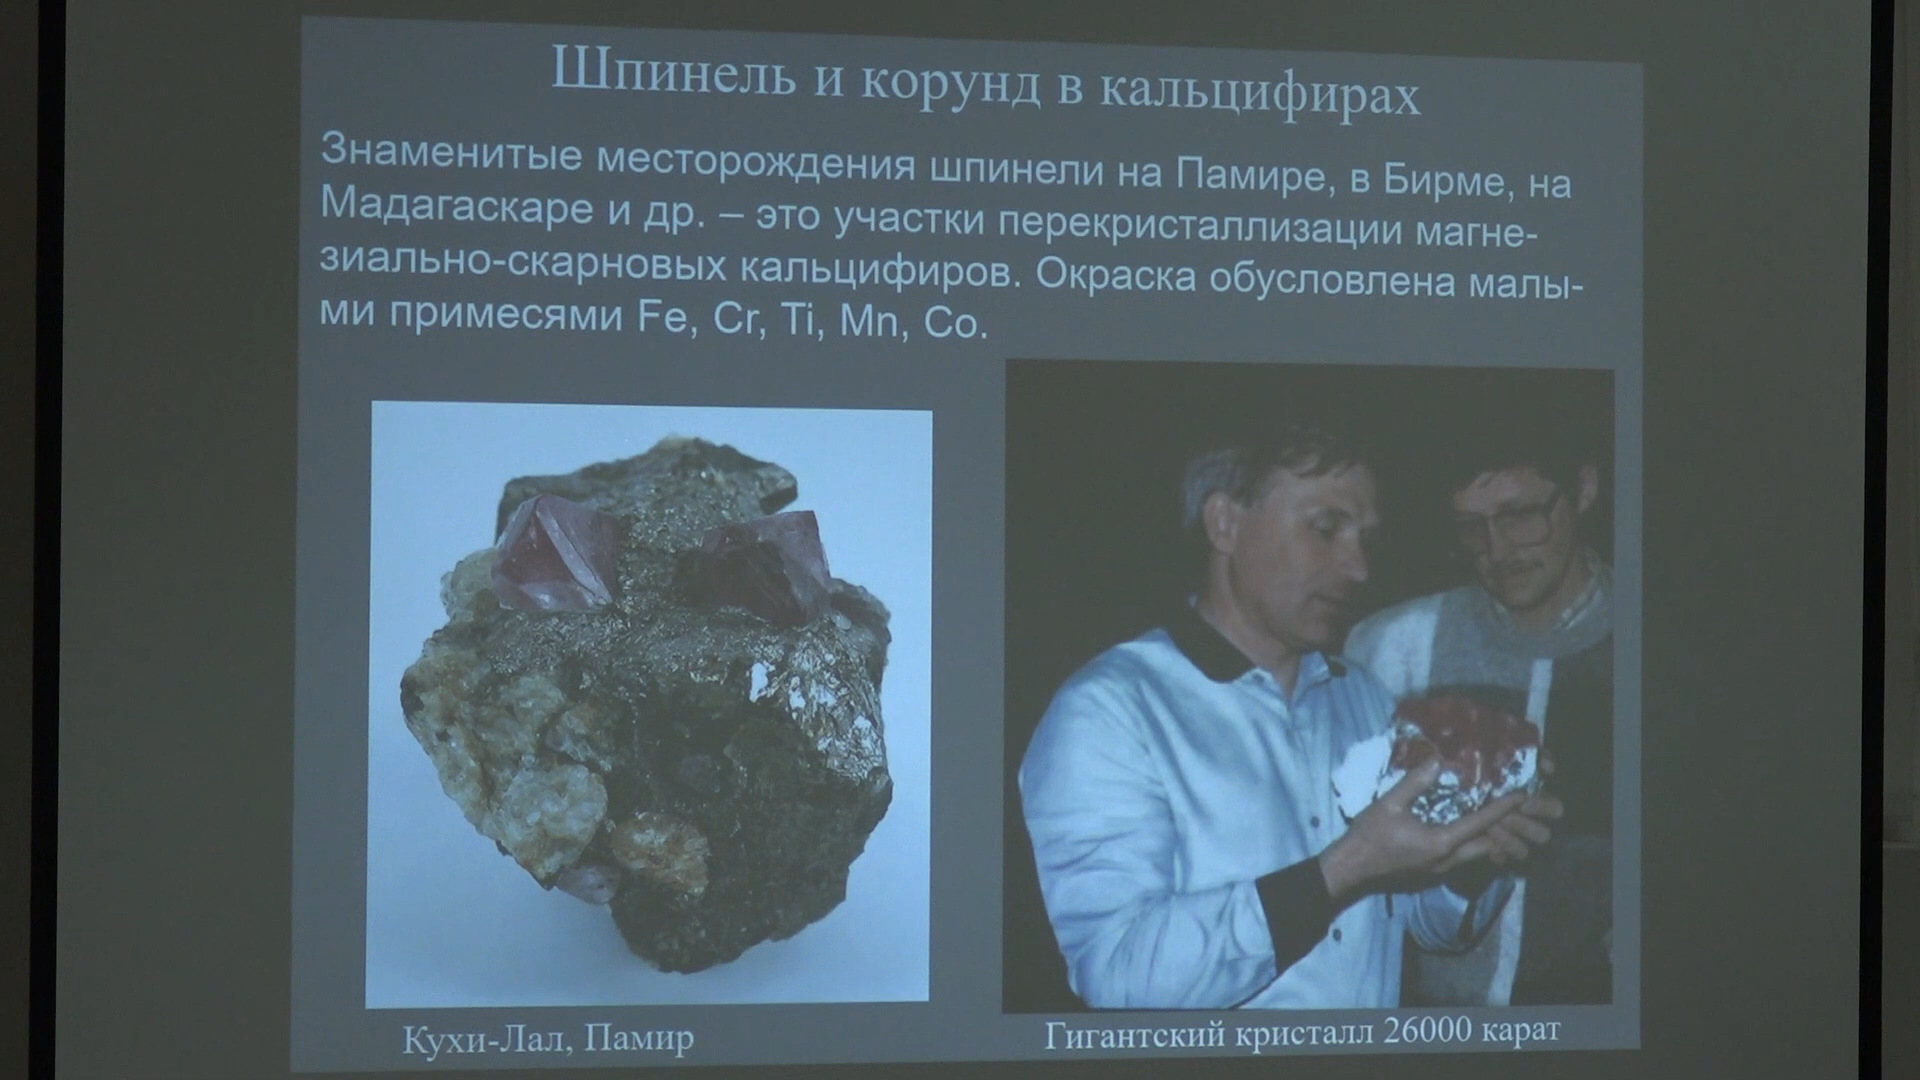 Шпинель и корунд в кальцифирах
Знаменитые месторождения шпинели на Памире, в Бирме, на
Мадагаскаре и др. – это участки перекристаллизации магне-
зиально-скарновых кальцифиров. Окраска обусловлена малы-
ми примесями Fe, Cr, Ti, Mn, Co.
Кухи-Лал, Памир
Гигантский кристалл 26000 карат